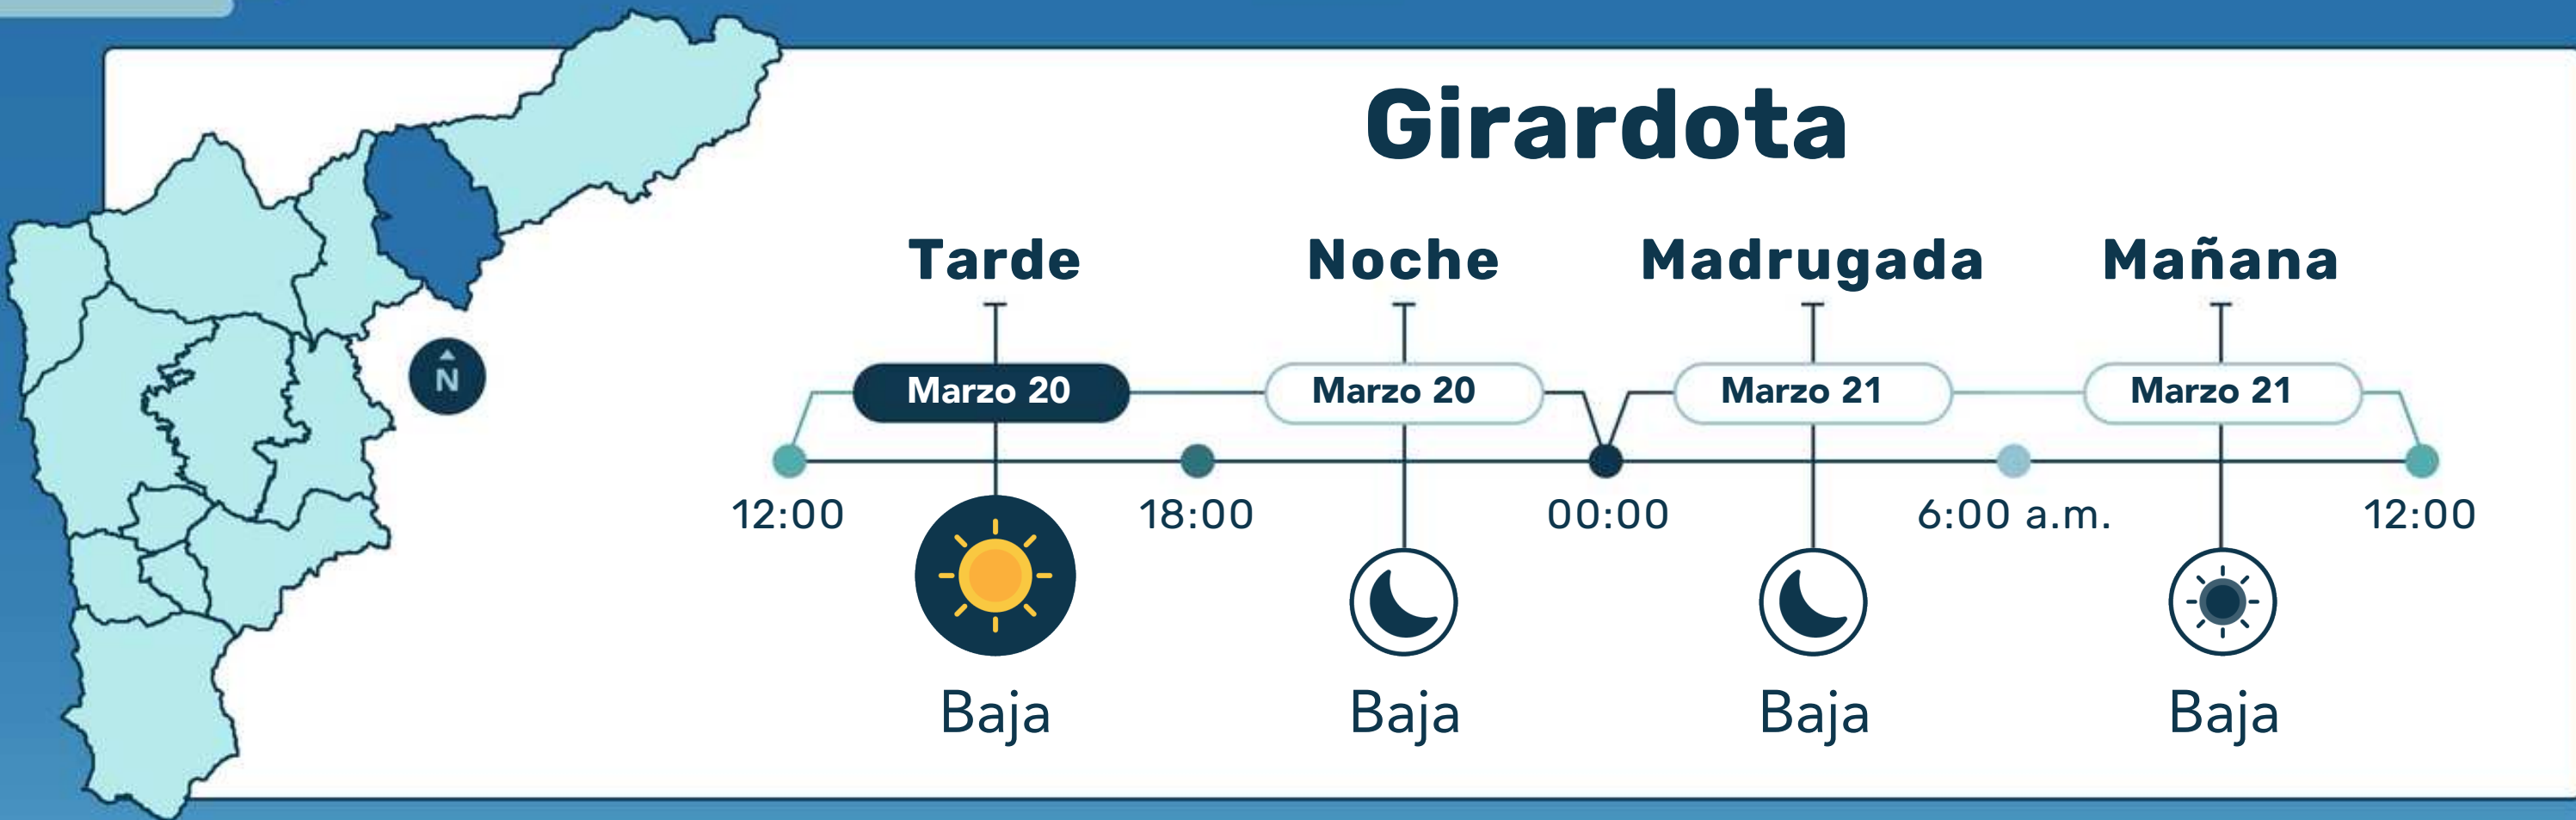 Girardota
Tarde Noche Madrugada Mañana
N
Marzo 20 Marzo 20 Marzo 21 Marzo 21
12:00 18:00 00:00 6:00 a.m. 12:00
Baja Baja Baja Baja